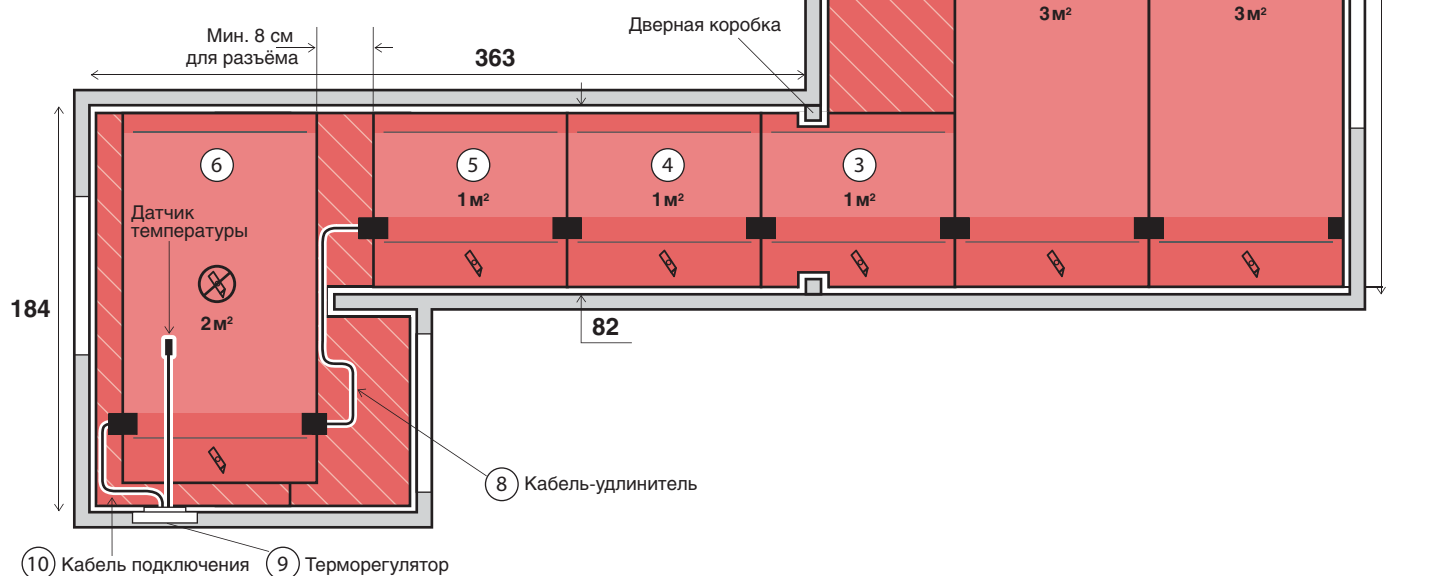 3 м²
3 м²
Дверная коробка
Мин. 8 см
для разъёма
363
6
5
4
3
1 м²
1 м²
1 м²
Датчик
температуры
184
2 м²
82
8 Кабель-удлинитель
10 Кабель подключения
9 Терморегулятор